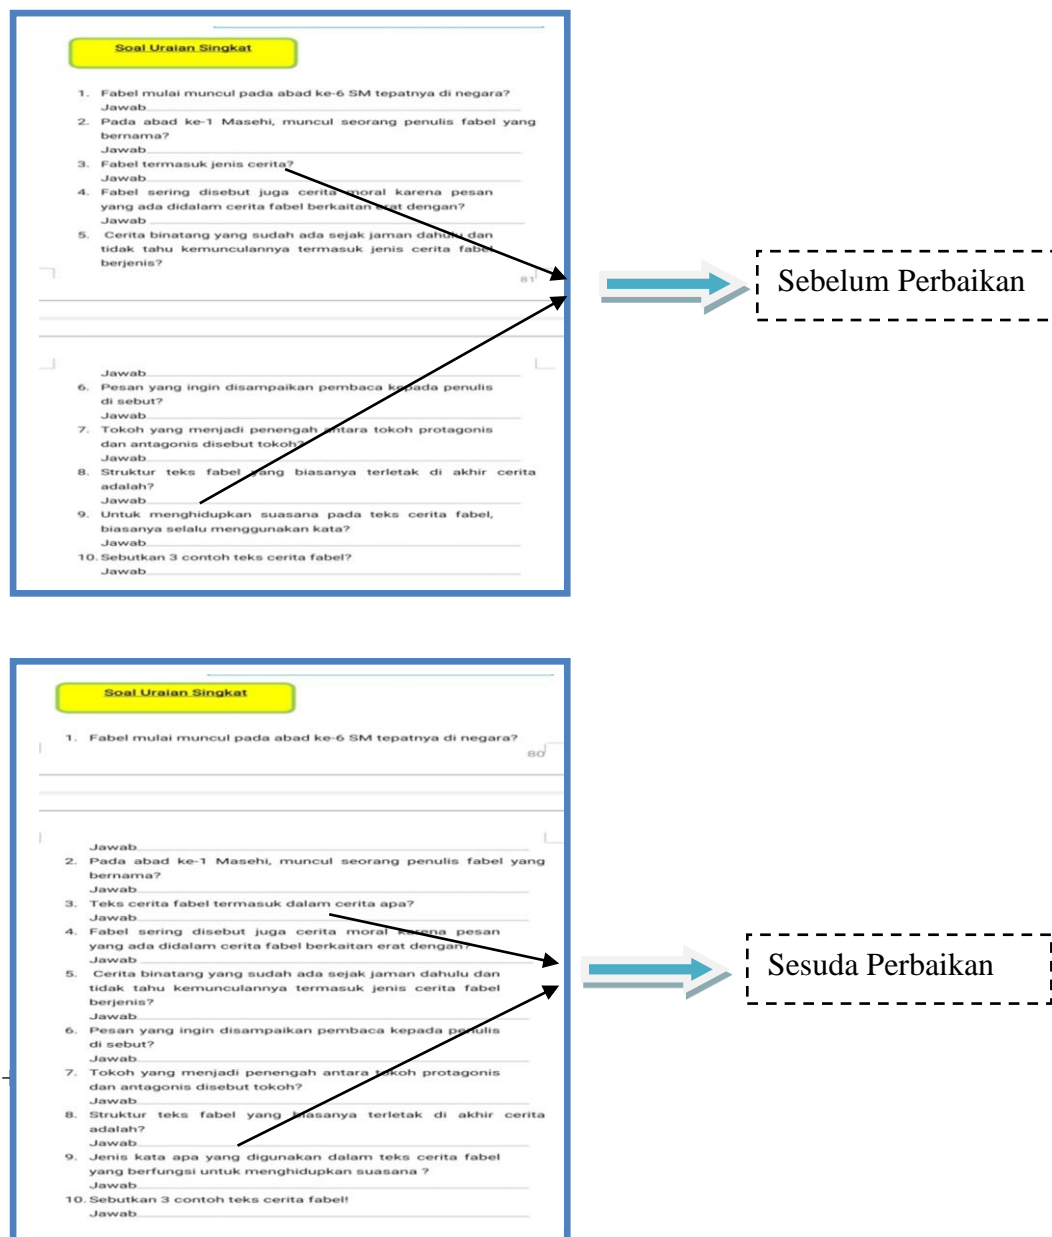 Soal Uraian Singkat
1. Fabel mulai muncul pada abad ke-6 SM tepatnya di negara?
Jawab
2. Pada abad ke-1 Masehi, muncul seorang penulis fabel yang
bernama?
Jawab
3. Fabel termasuk jenis cerita?
Jawab
4. Fabel sering disebut juga cerita moral karena pesan
yang ada didalam cerita fabel berkaitan erat dengan?
Jawab
5. Cerita binatang yang sudah ada sejak jaman dahulu dan
tidak tahu kemunculannya termasuk jenis cerita fabel
berjenis?
81
Jawab
6. Pesan yang ingin disampaikan pembaca kepada penulis
di sebut?
Jawab
7. Tokoh yang menjadi penengah antara tokoh protagonis
dan antagonis disebut tokoh?
Jawab
8. Struktur teks fabel yang biasanya terletak di akhir cerita
adalah?
Jawab
9. Untuk menghidupkan suasana pada teks cerita fabel,
biasanya selalu menggunakan kata?
Jawab
10. Sebutkan 3 contoh teks cerita fabel?
Jawab
Sebelum Perbaikan
Soal Uraian Singkat
1. Fabel mulai muncul pada abad ke-6 SM tepatnya di negara?
80
Jawab
2. Pada abad ke-1 Masehi, muncul seorang penulis fabel yang
bernama?
Jawab
3. Teks cerita fabel termasuk dalam cerita apa?
Jawab
4. Fabel sering disebut juga cerita moral karena pesan
yang ada didalam cerita fabel berkaitan erat dengan?
Jawab
5. Cerita binatang yang sudah ada sejak jaman dahulu dan
tidak tahu kemunculannya termasuk jenis cerita fabel
berjenis?
Jawab
6. Pesan yang ingin disampaikan pembaca kepada penulis
di sebut?
Jawab
7. Tokoh yang menjadi penengah antara tokoh protagonis
dan antagonis disebut tokoh?
Jawab
8. Struktur teks fabel yang biasanya terletak di akhir cerita
adalah?
Jawab
9. Jenis kata apa yang digunakan dalam teks cerita fabel
yang berfungsi untuk menghidupkan suasana ?
Jawab
10. Sebutkan 3 contoh teks cerita fabel!
Jawab
Sesuda Perbaikan